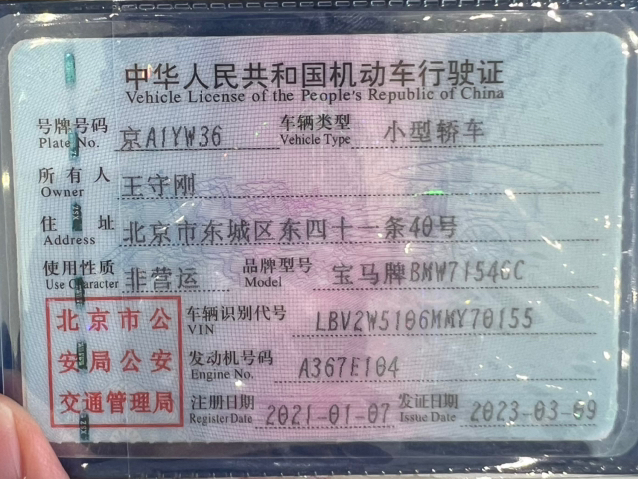 中华人民共和国机动车行驶证
Vehicle License of the People's Republic of China
号牌号码 京A1YW36 车辆类型 小型轿车
Plate No. Vehicle Type
所有人 王守刚
Owner
住址 北京市东城区东四十一条40号
Address
使用性质 非营运 品牌型号 宝马牌BMW7154GC
Use Character Model
北京市公
安局公安
交通管理局
车辆识别代号 LBV2W5106MMY70155
VIN
发动机号码 A367E104
Engine No.
注册日期 2021-01-07 发证日期 2023-03-09
Register Date Issue Date